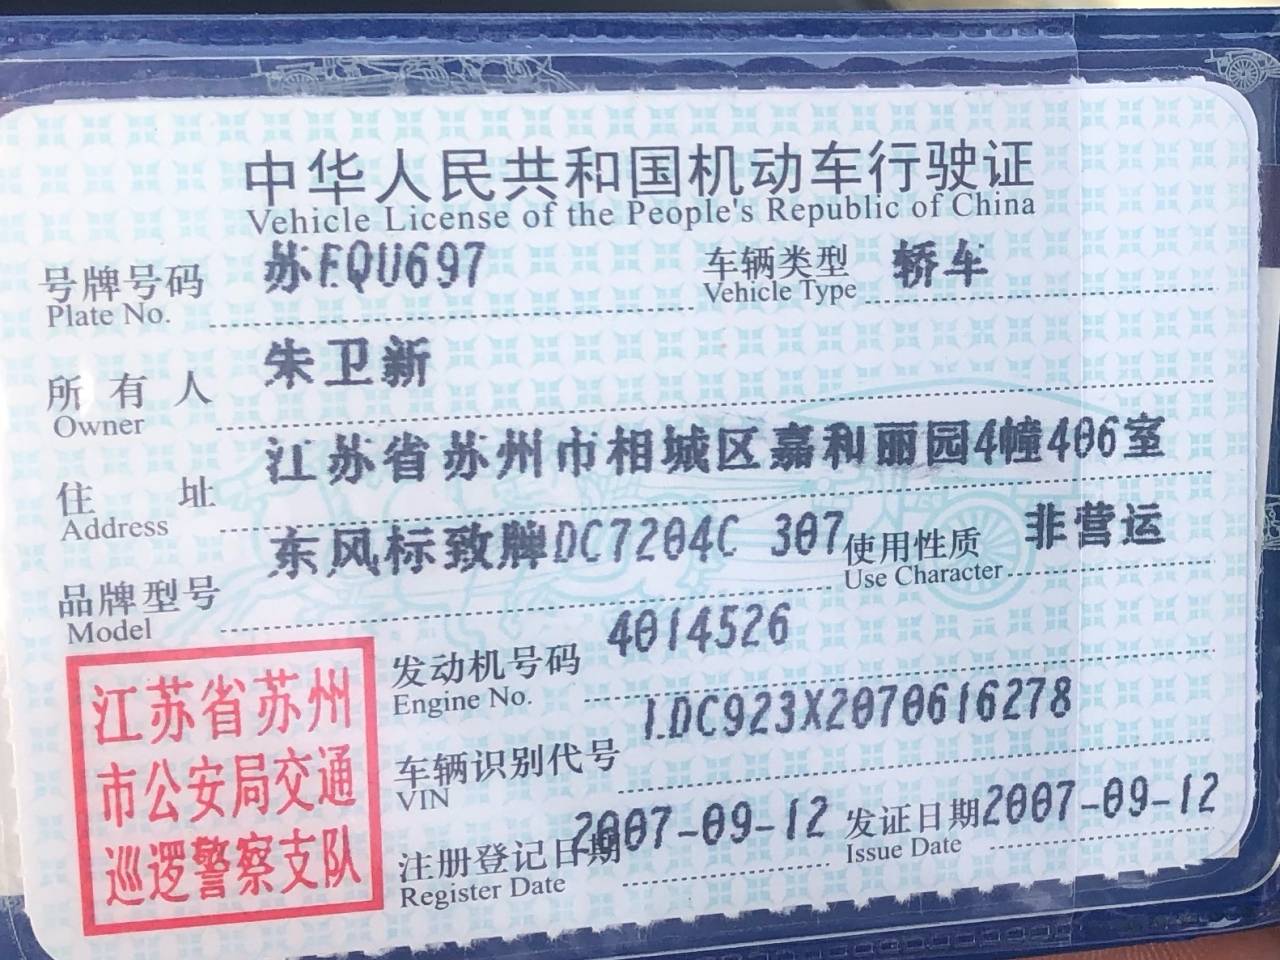 中华人民共和国机动车行驶证
Vehicle License of the People's Republic of China
号牌号码 苏FQU697 车辆类型 轿车
Plate No. Vehicle Type
所有人 朱卫新
Owner
住址 江苏省苏州市相城区嘉和丽园4幢406室
Address
品牌型号 东风标致牌DC7204C 307 使用性质 非营运
Model Use Character
发动机号码 4014526
Engine No.
车辆识别代号 LDC923X2070616278
VIN
注册登记日期 2007-09-12 发证日期 2007-09-12
Register Date Issue Date
江苏省苏州
市公安局交通
巡逻警察支队